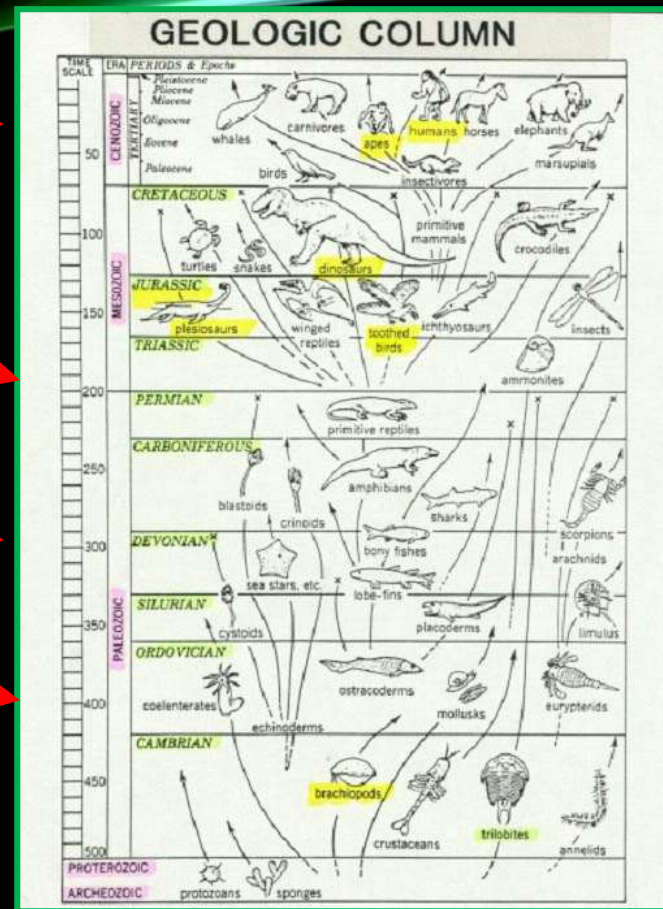 GEOLOGIC COLUMN
TIME SCALE
ERA
PERIODS & Epochs
Pleistocene
Pliocene
Miocene
Oligocene
Eocene
Paleocene
TERTIARY
CENOZOIC
whales
carnivores
apes
humans
horses
elephants
marsupials
birds
insectivores
50
CRETACEOUS
primitive mammals
crocodiles
turtles
snakes
dinosaurs
100
MESOZOIC
JURASSIC
plesiosaurs
winged reptiles
toothed birds
ichthyosaurs
insects
150
TRIASSIC
ammonites
200
PERMIAN
primitive reptiles
CARBONIFEROUS
250
blastoids
crinoids
amphibians
sharks
scorpions
arachnids
DEVONIAN
300
sea stars, etc.
bony fishes
lobe-fins
SILURIAN
cystoids
placoderms
limulus
350
PALEOZOIC
ORDOVICIAN
coelenterates
echinoderms
ostracoderms
mollusks
eurypterids
400
CAMBRIAN
450
brachiopods
crustaceans
trilobites
annelids
500
PROTEROZOIC
ARCHEOZOIC
protozoans
sponges